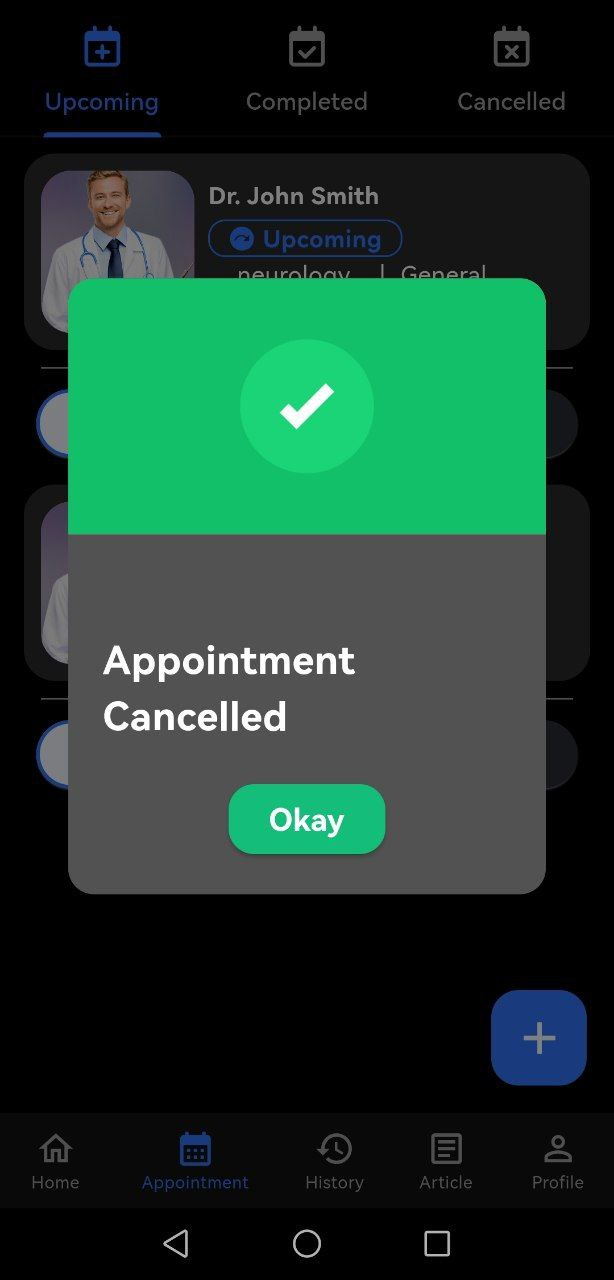 Upcoming Completed Cancelled
Dr. John Smith
Upcoming
neurology | General
Appointment
Cancelled
Okay
Home Appointment History Article Profile